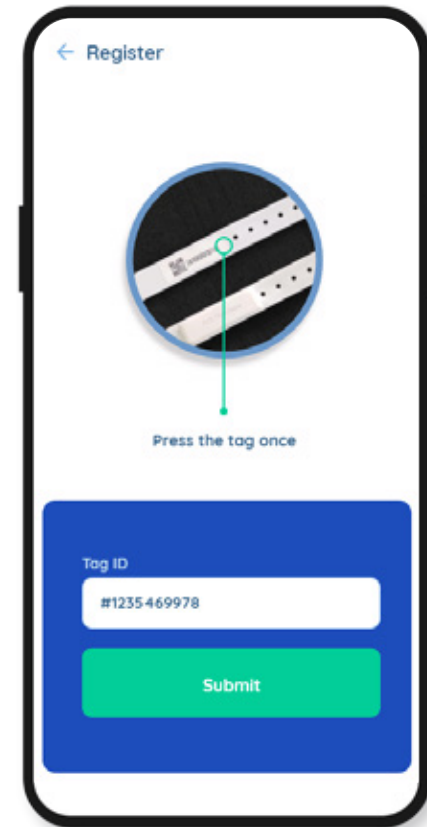 Register
Press the tag once
Tag ID
#1235469978
Submit